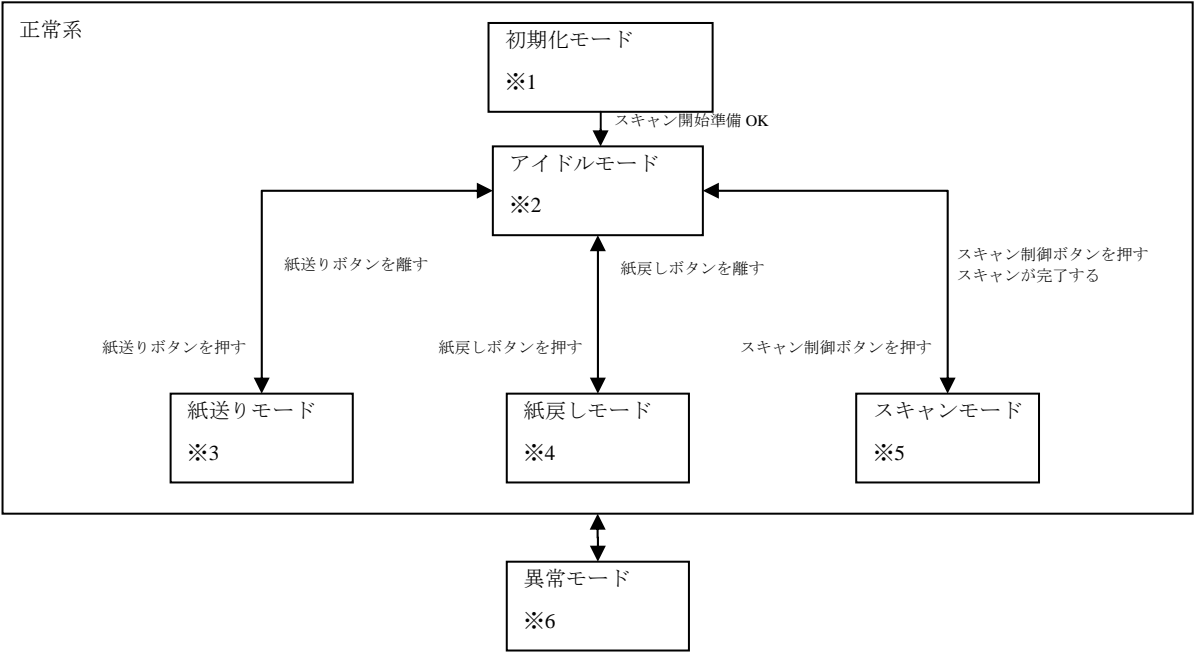 正常系
初期化モード
※1
スキャン開始準備 OK
アイドルモード
※2
紙送りボタンを離す
紙戻しボタンを離す
スキャン制御ボタンを押す
スキャンが完了する
紙送りボタンを押す
紙戻しボタンを押す
スキャン制御ボタンを押す
紙送りモード
※3
紙戻しモード
※4
スキャンモード
※5
異常モード
※6